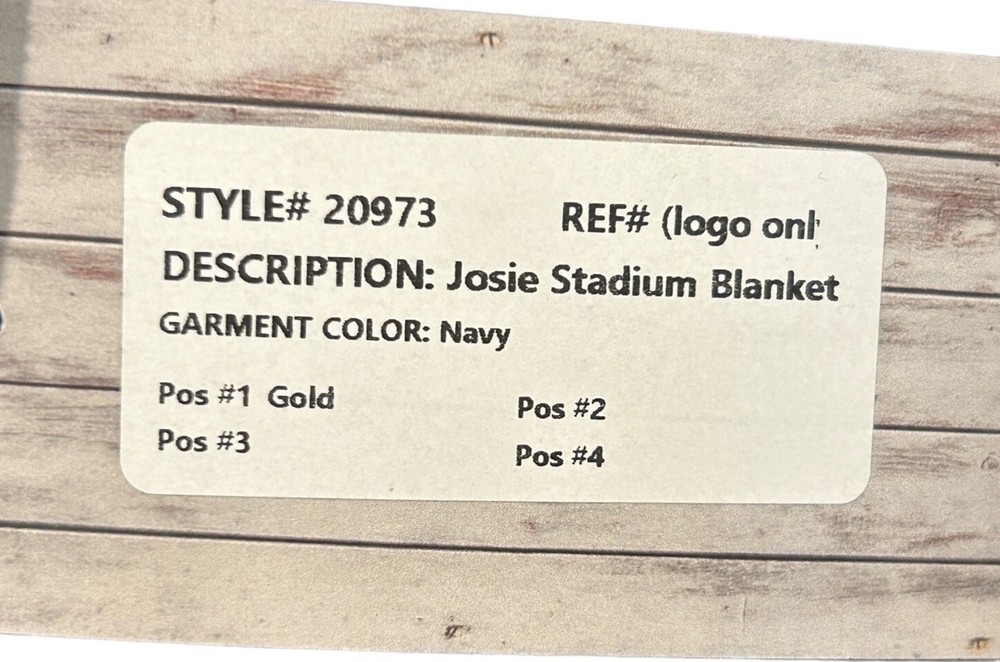 STYLE# 20973 REF# (logo onl
DESCRIPTION: Josie Stadium Blanket
GARMENT COLOR: Navy
Pos #1 Gold Pos #2
Pos #3 Pos #4